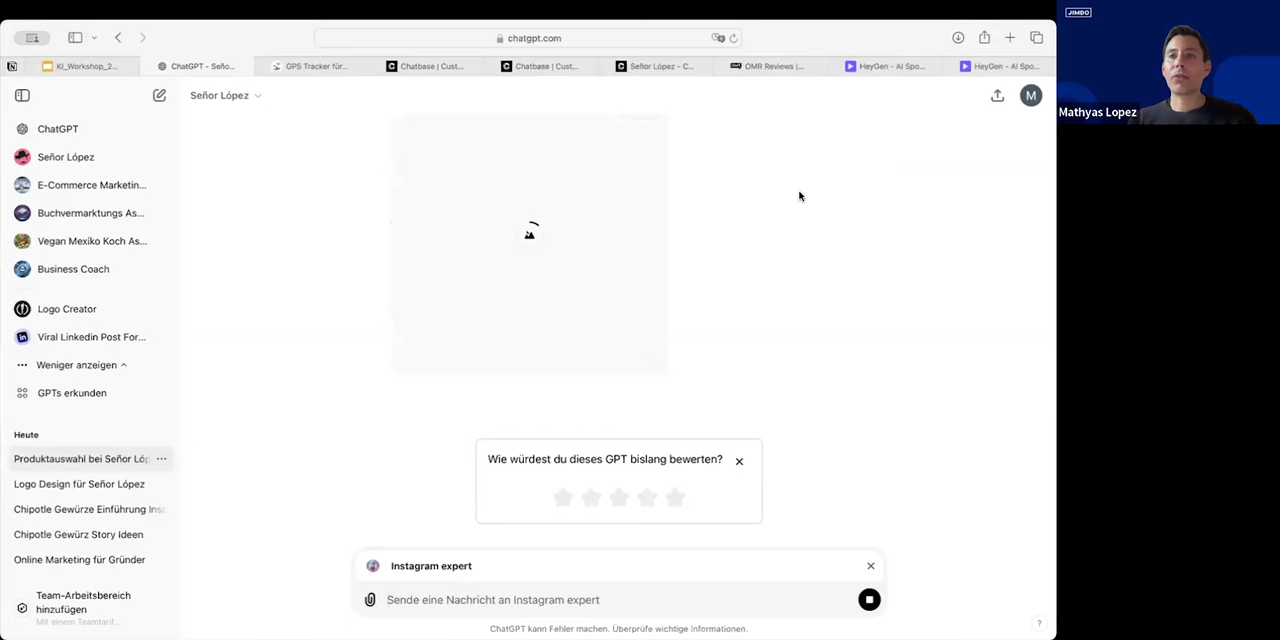 chatgpt.com
KI_Workshop_2...
ChatGPT - Seño...
GPS Tracker für...
Chatbase | Cust...
Chatbase | Cust...
Señor López - C...
OMR Reviews |...
HeyGen - AI Spo...
HeyGen - AI Spo...
JIMDO
Mathyas Lopez
Señor López
M
ChatGPT
Señor López
E-Commerce Marketin...
Buchvermarktungs As...
Vegan Mexiko Koch As...
Business Coach
Logo Creator
Viral Linkedin Post For...
Weniger anzeigen
GPTs erkunden
Heute
Produktauswahl bei Señor Lóp
Logo Design für Señor López
Chipotle Gewürze Einführung Ins
Chipotle Gewürz Story Ideen
Online Marketing für Gründer
Team-Arbeitsbereich
hinzufügen
Mit einem Teamtarif...
Wie würdest du dieses GPT bislang bewerten?
Instagram expert
Sende eine Nachricht an Instagram expert
ChatGPT kann Fehler machen. Überprüfe wichtige Informationen.
?